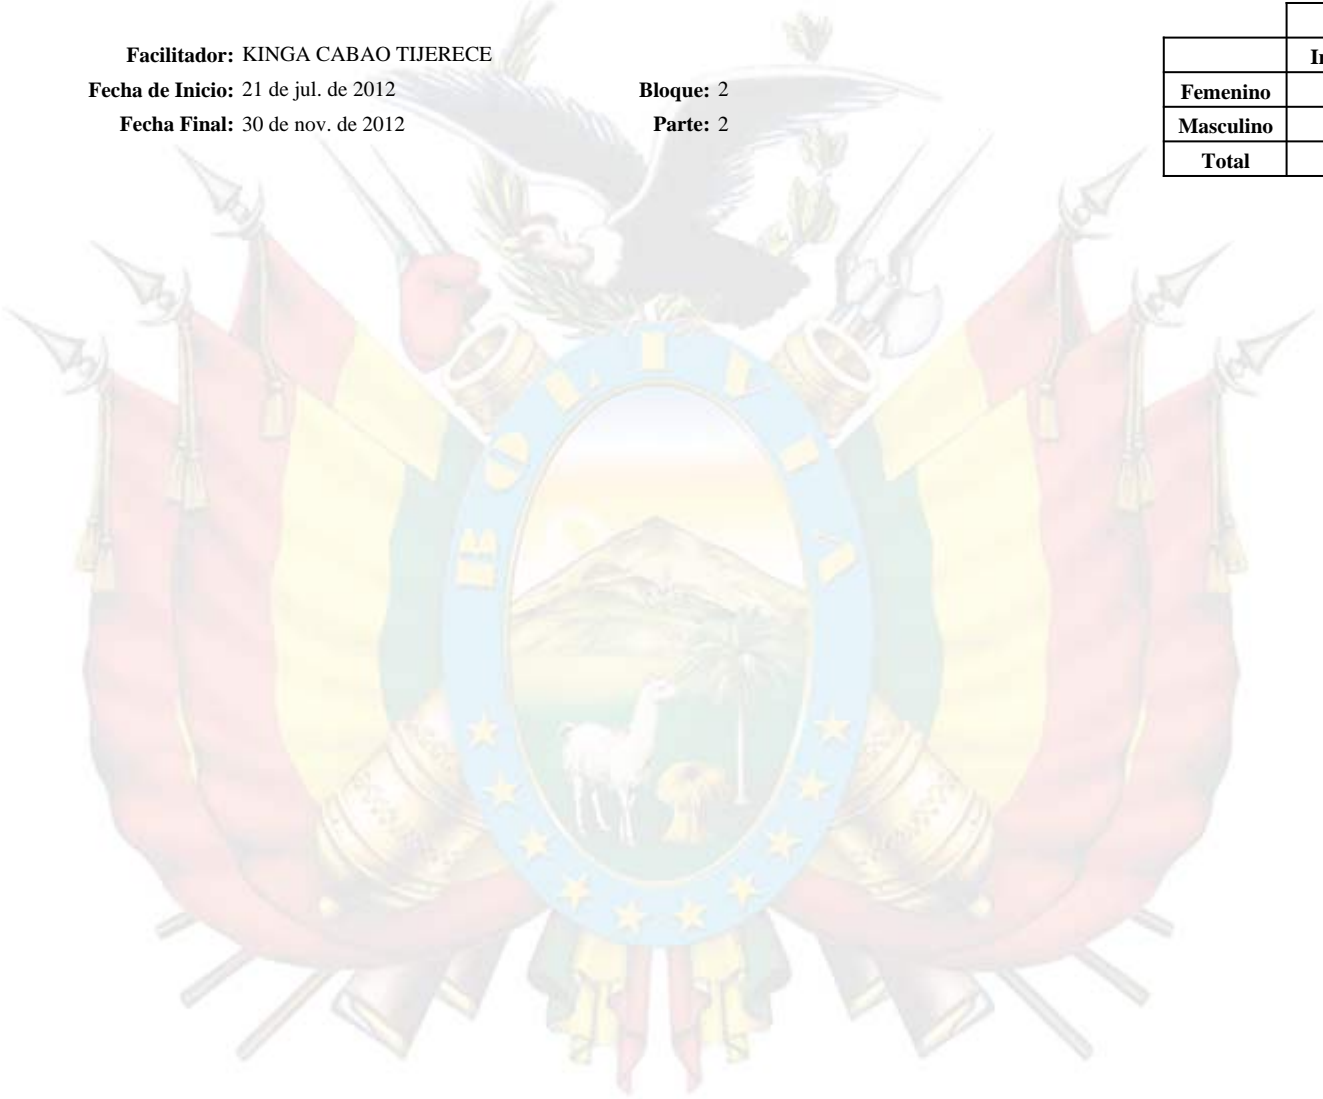 Facilitador: KINGA CABAO TIJERECE
Fecha de Inicio: 21 de jul. de 2012 Bloque: 2
Fecha Final: 30 de nov. de 2012 Parte: 2
Femenino
Masculino
Total
BOLIVIA